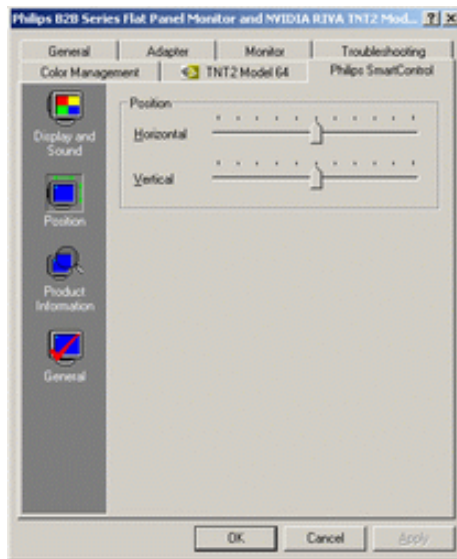 Philips B2B Series Flat Panel Monitor and NVIDIA RIVA TNT2 Mod...
General Adapter Monitor Troubleshooting
Color Management TNT2 Model 64 Philips SmartControl
Position
Display and
Sound
Horizontal
Vertical
Position
Product
Information
General
OK Cancel Apply